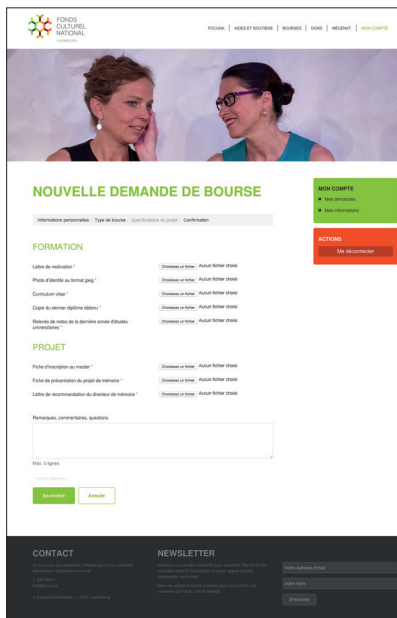 FONDS
CULTUREL
NATIONAL
LUXEMBOURG
FOCUNA | AIDES ET SOUTIENS | BOURSES | DONS | MÉCÉNAT | MON COMPTE
NOUVELLE DEMANDE DE BOURSE
Informations personnelles Type de bourse Spécifications du projet Confirmation
FORMATION
Lettre de motivation * Choisissez un fichier Aucun fichier choisi
Photo d'identité au format jpeg * Choisissez un fichier Aucun fichier choisi
Curriculum vitae * Choisissez un fichier Aucun fichier choisi
Copie du dernier diplôme obtenu * Choisissez un fichier Aucun fichier choisi
Relevés de notes de la dernière année d'études Choisissez un fichier Aucun fichier choisi
universitaires *
PROJET
Fiche d'inscription au master * Choisissez un fichier Aucun fichier choisi
Fiche de présentation du projet de mémoire * Choisissez un fichier Aucun fichier choisi
Lettre de recommandation du directeur de mémoire * Choisissez un fichier Aucun fichier choisi
Remarques, commentaires, questions
Max. 5 lignes
Soumettre Annuler
MON COMPTE
Mes demandes
Mes informations
ACTIONS
Me déconnecter
CONTACT
NEWSLETTER
Votre Adresse Email
Votre Nom
S'inscrire